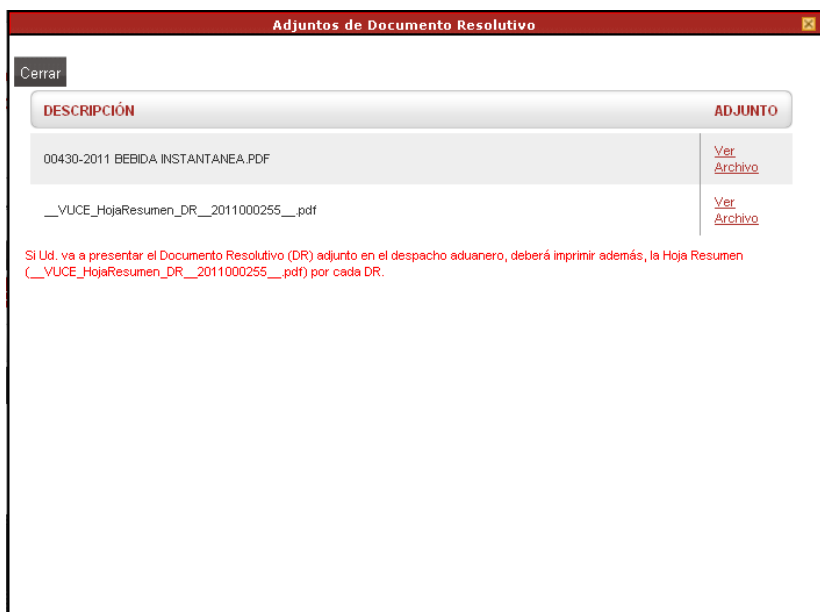 Adjuntos de Documento Resolutivo
Cerrar
DESCRIPCIÓN ADJUNTO
00430-2011 BEBIDA INSTANTANEA.PDF Ver
Archivo
__VUCE_HojaResumen_DR__2011000255__.pdf Ver
Archivo
Si Ud. va a presentar el Documento Resolutivo (DR) adjunto en el despacho aduanero, deberá imprimir además, la Hoja Resumen
(__VUCE_HojaResumen_DR__2011000255__.pdf) por cada DR.